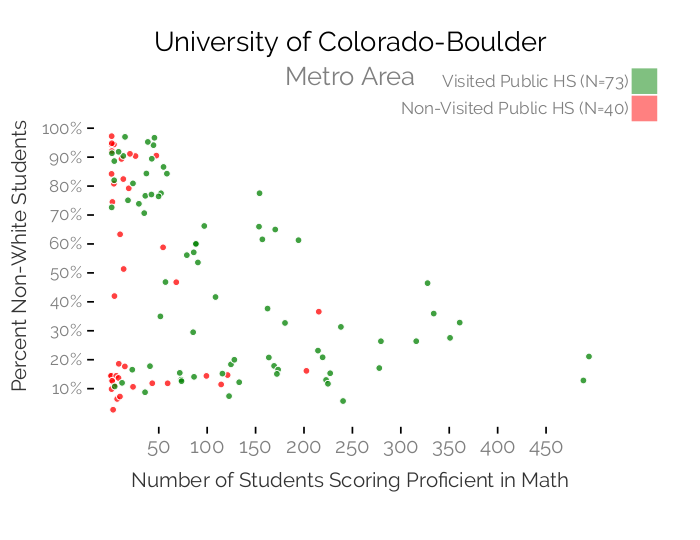 University of Colorado-Boulder
Metro Area
Visited Public HS (N=73)
Non-Visited Public HS (N=40)
Percent Non-White Students
100%
90%
80%
70%
60%
50%
40%
30%
20%
10%
50 100 150 200 250 300 350 400 450
Number of Students Scoring Proficient in Math